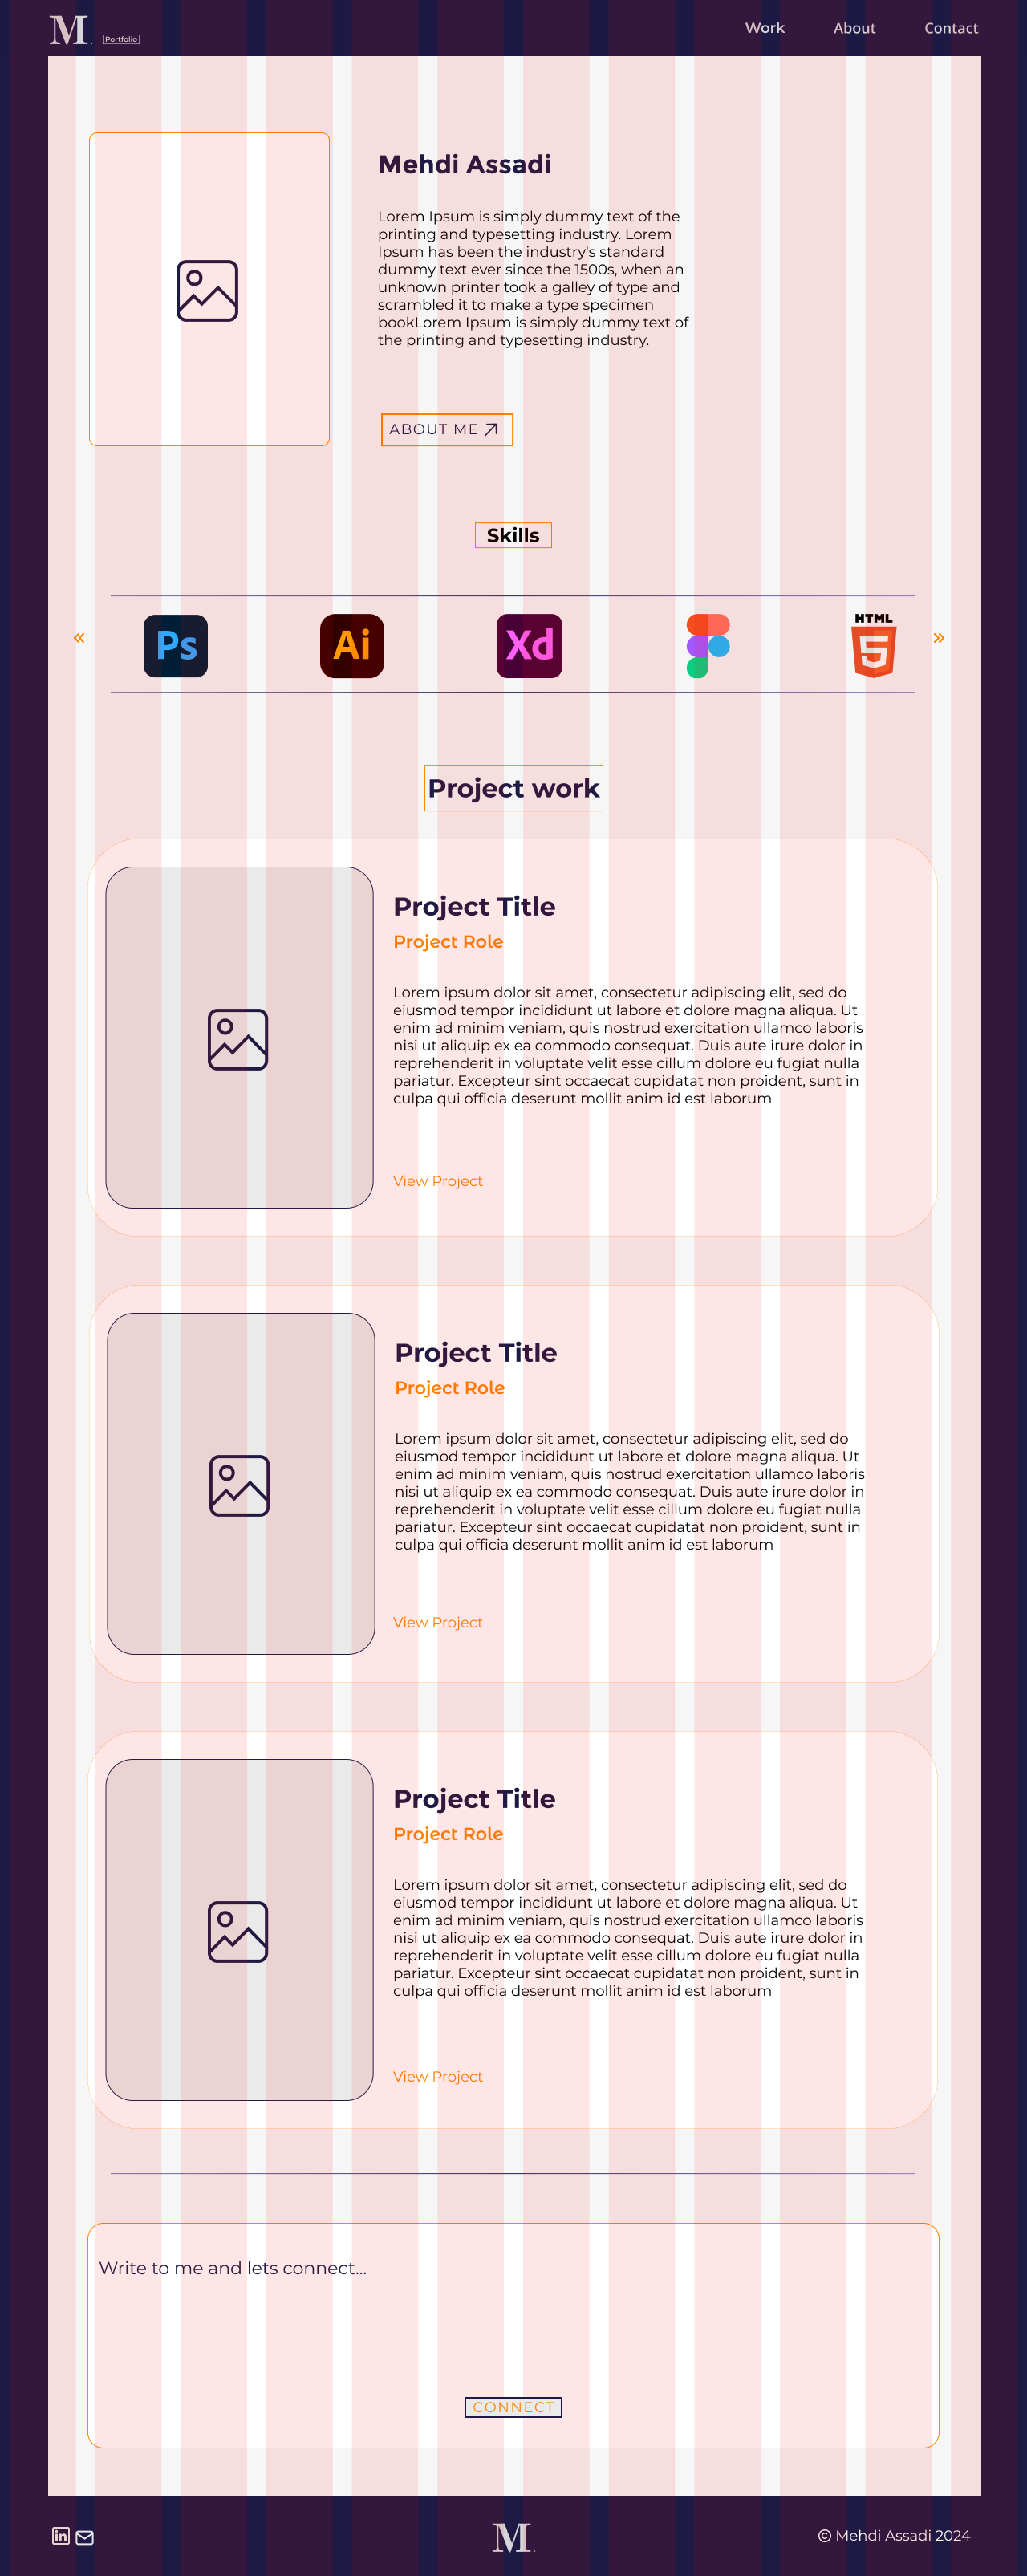 M.
Portfolio
Work
About
Contact
Mehdi Assadi
Lorem Ipsum is simply dummy text of the
printing and typesetting industry. Lorem
Ipsum has been the industry's standard
dummy text ever since the 1500s, when an
unknown printer took a galley of type and
scrambled it to make a type specimen
bookLorem Ipsum is simply dummy text of
the printing and typesetting industry.
ABOUT ME
Skills
«
Ps
Ai
Xd
HTML
5
»
Project work
Project Title
Project Role
Lorem ipsum dolor sit amet, consectetur adipiscing elit, sed do
eiusmod tempor incididunt ut labore et dolore magna aliqua. Ut
enim ad minim veniam, quis nostrud exercitation ullamco laboris
nisi ut aliquip ex ea commodo consequat. Duis aute irure dolor in
reprehenderit in voluptate velit esse cillum dolore eu fugiat nulla
pariatur. Excepteur sint occaecat cupidatat non proident, sunt in
culpa qui officia deserunt mollit anim id est laborum
View Project
Project Title
Project Role
Lorem ipsum dolor sit amet, consectetur adipiscing elit, sed do
eiusmod tempor incididunt ut labore et dolore magna aliqua. Ut
enim ad minim veniam, quis nostrud exercitation ullamco laboris
nisi ut aliquip ex ea commodo consequat. Duis aute irure dolor in
reprehenderit in voluptate velit esse cillum dolore eu fugiat nulla
pariatur. Excepteur sint occaecat cupidatat non proident, sunt in
culpa qui officia deserunt mollit anim id est laborum
View Project
Project Title
Project Role
Lorem ipsum dolor sit amet, consectetur adipiscing elit, sed do
eiusmod tempor incididunt ut labore et dolore magna aliqua. Ut
enim ad minim veniam, quis nostrud exercitation ullamco laboris
nisi ut aliquip ex ea commodo consequat. Duis aute irure dolor in
reprehenderit in voluptate velit esse cillum dolore eu fugiat nulla
pariatur. Excepteur sint occaecat cupidatat non proident, sunt in
culpa qui officia deserunt mollit anim id est laborum
View Project
Write to me and lets connect...
CONNECT
in
M.
© Mehdi Assadi 2024